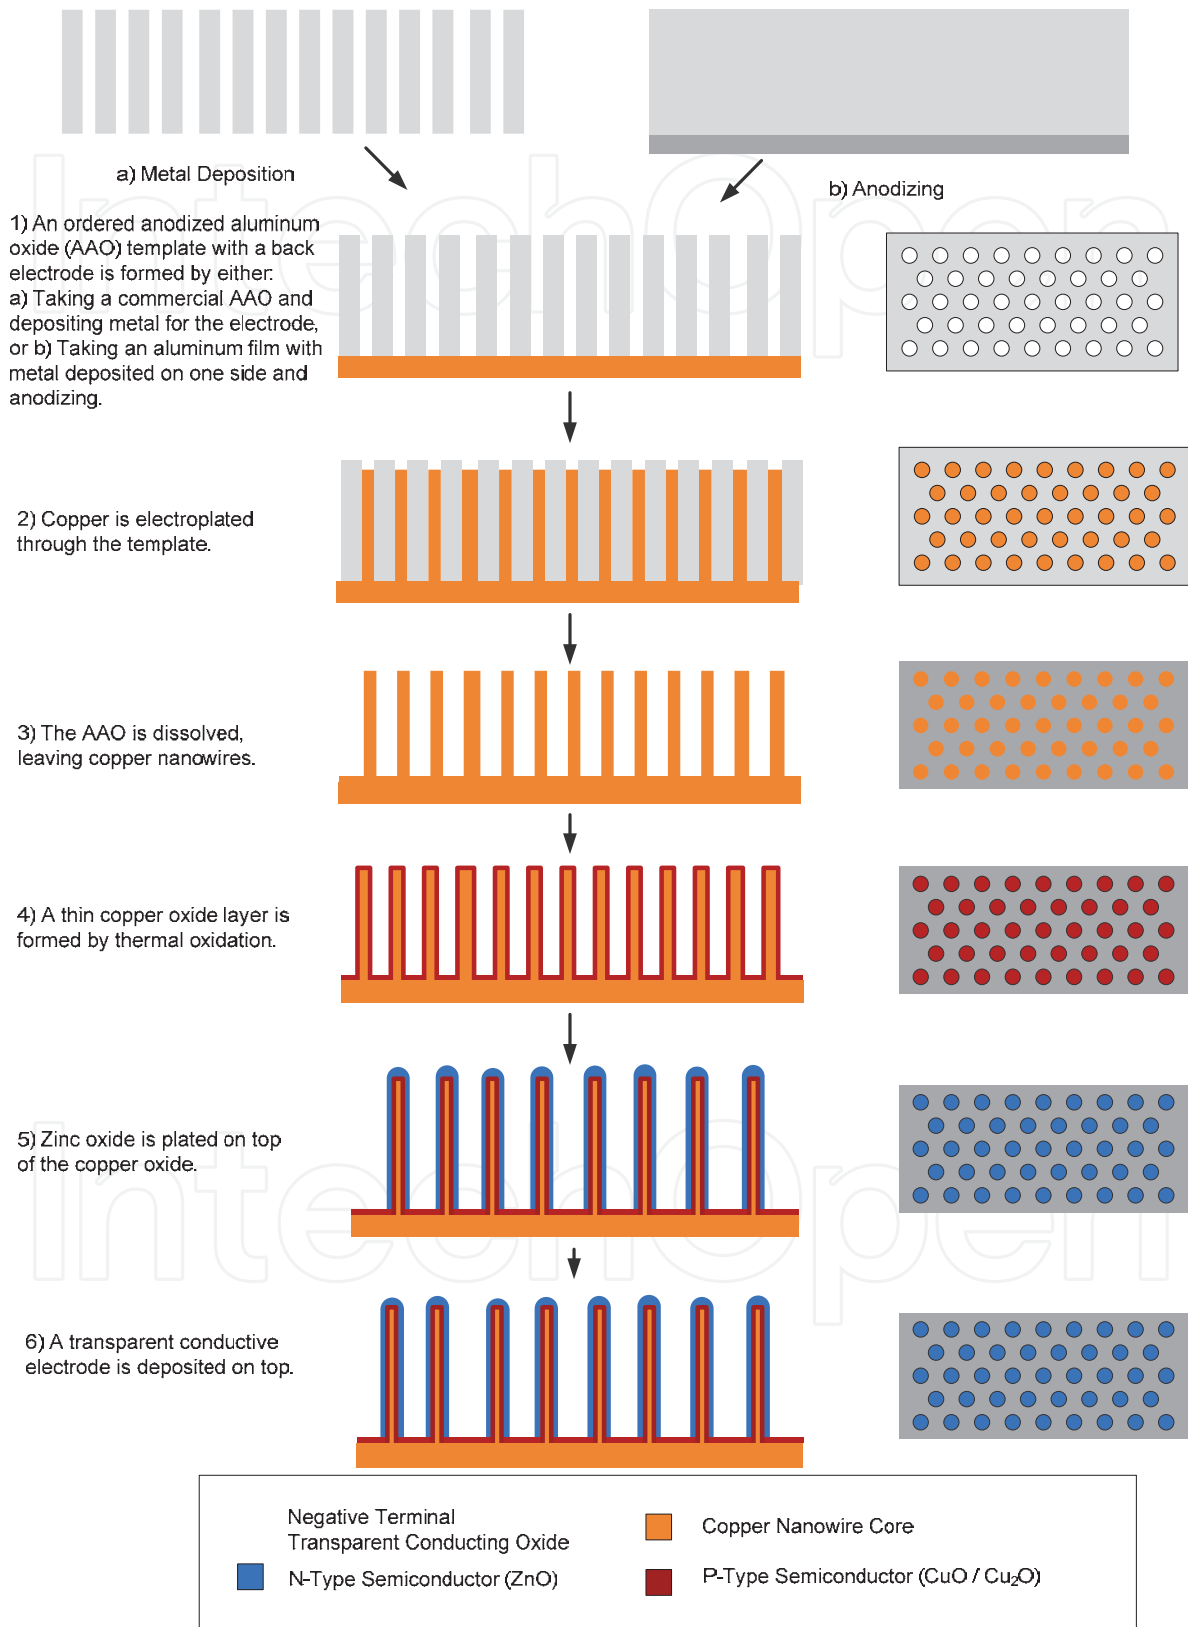 a) Metal Deposition
b) Anodizing
1) An ordered anodized aluminum
oxide (AAO) template with a back
electrode is formed by either:
a) Taking a commercial AAO and
depositing metal for the electrode,
or b) Taking an aluminum film with
metal deposited on one side and
anodizing.
2) Copper is electroplated
through the template.
3) The AAO is dissolved,
leaving copper nanowires.
4) A thin copper oxide layer is
formed by thermal oxidation.
5) Zinc oxide is plated on top
of the copper oxide.
6) A transparent conductive
electrode is deposited on top.
Negative Terminal
Transparent Conducting Oxide
N-Type Semiconductor (ZnO)
Copper Nanowire Core
P-Type Semiconductor (CuO / Cu₂O)
IntechOpen
IntechOpen